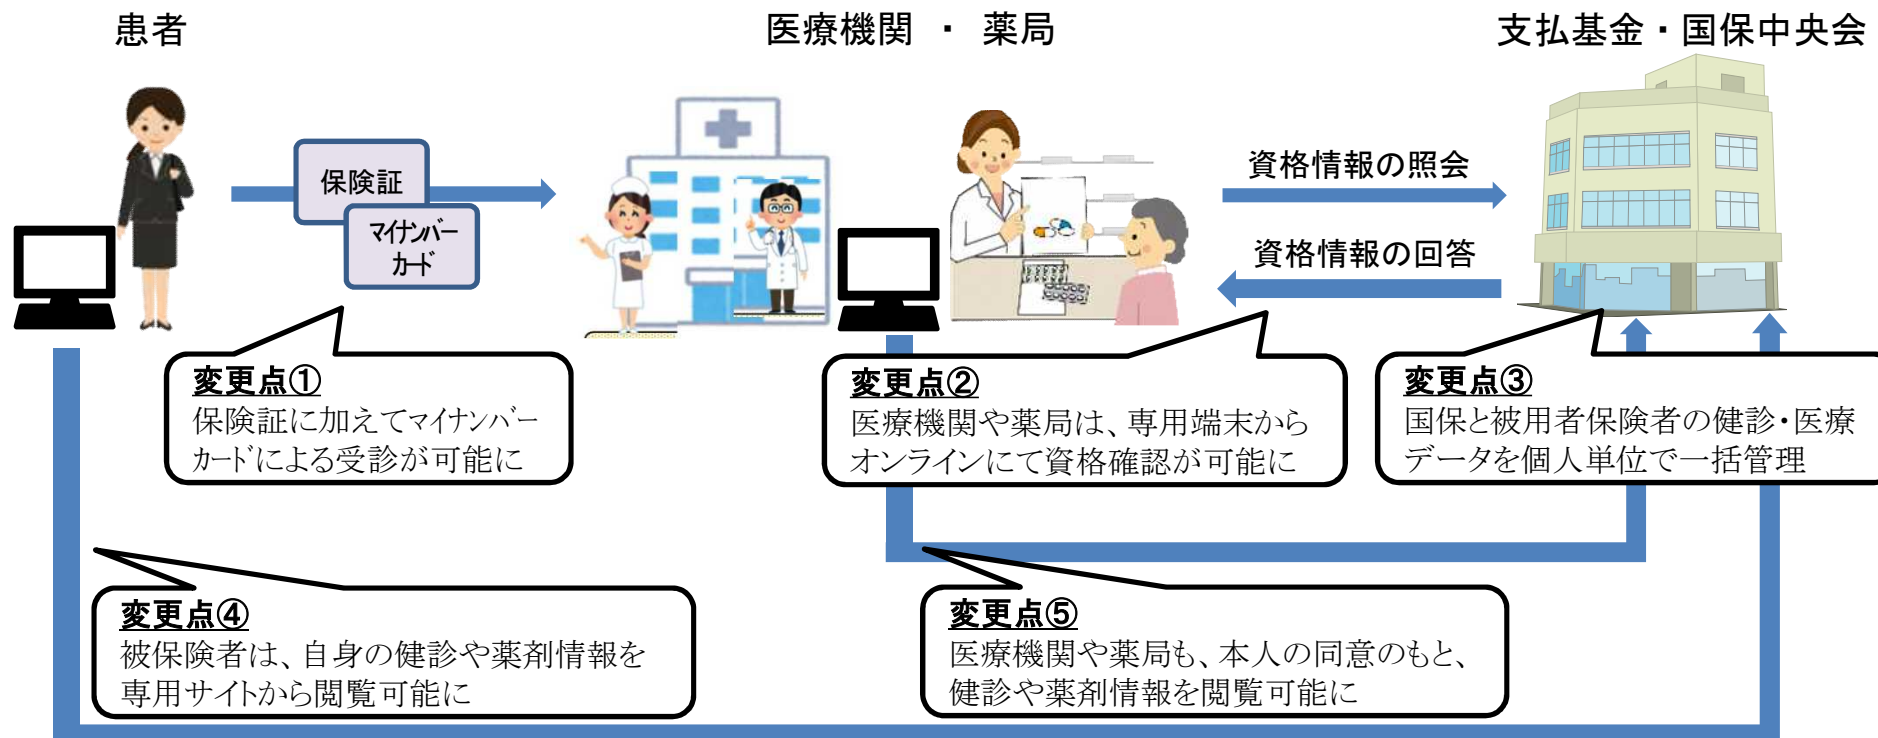 患者
医療機関 ・ 薬局
支払基金・国保中央会
保険証
マイナンバー
カード
資格情報の照会
資格情報の回答
変更点①
保険証に加えてマイナンバー
カードによる受診が可能に
変更点②
医療機関や薬局は、専用端末から
オンラインにて資格確認が可能に
変更点③
国保と被用者保険者の健診・医療
データを個人単位で一括管理
変更点④
被保険者は、自身の健診や薬剤情報を
専用サイトから閲覧可能に
変更点⑤
医療機関や薬局も、本人の同意のもと、
健診や薬剤情報を閲覧可能に